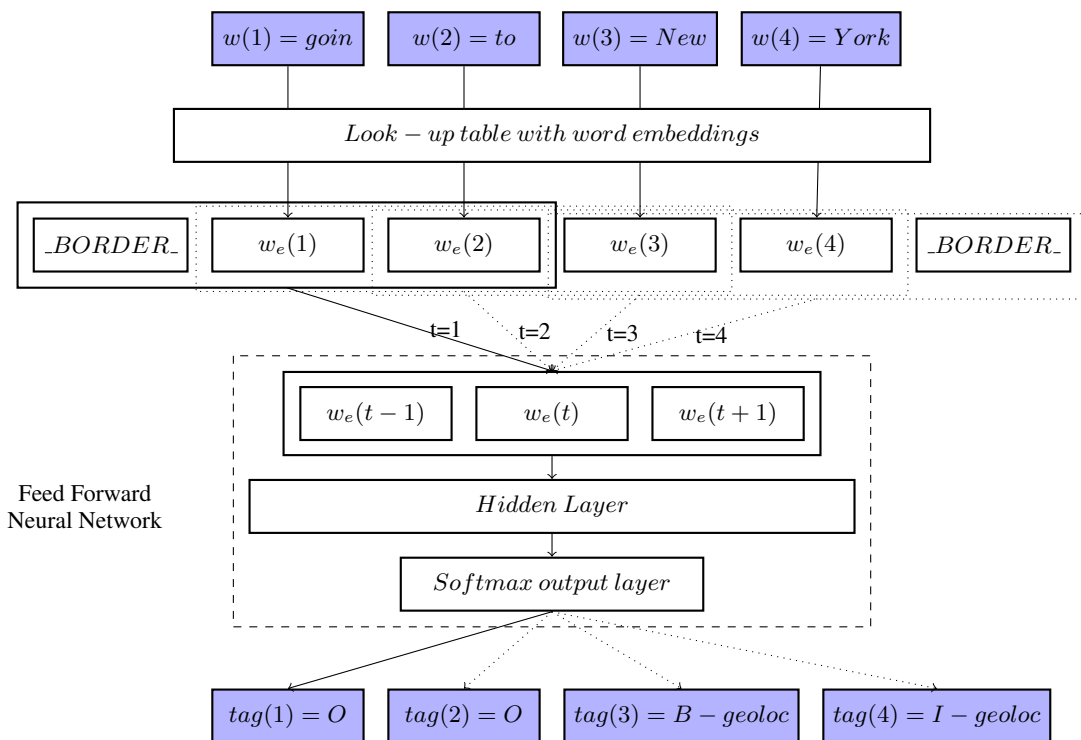 w(1) = goin
w(2) = to
w(3) = New
w(4) = York
Look − up table with word embeddings
_BORDER_
w_e(1)
w_e(2)
w_e(3)
w_e(4)
_BORDER_
t=1
t=2
t=3
t=4
w_e(t − 1)
w_e(t)
w_e(t + 1)
Feed Forward
Neural Network
Hidden Layer
Softmax output layer
tag(1) = O
tag(2) = O
tag(3) = B − geoloc
tag(4) = I − geoloc